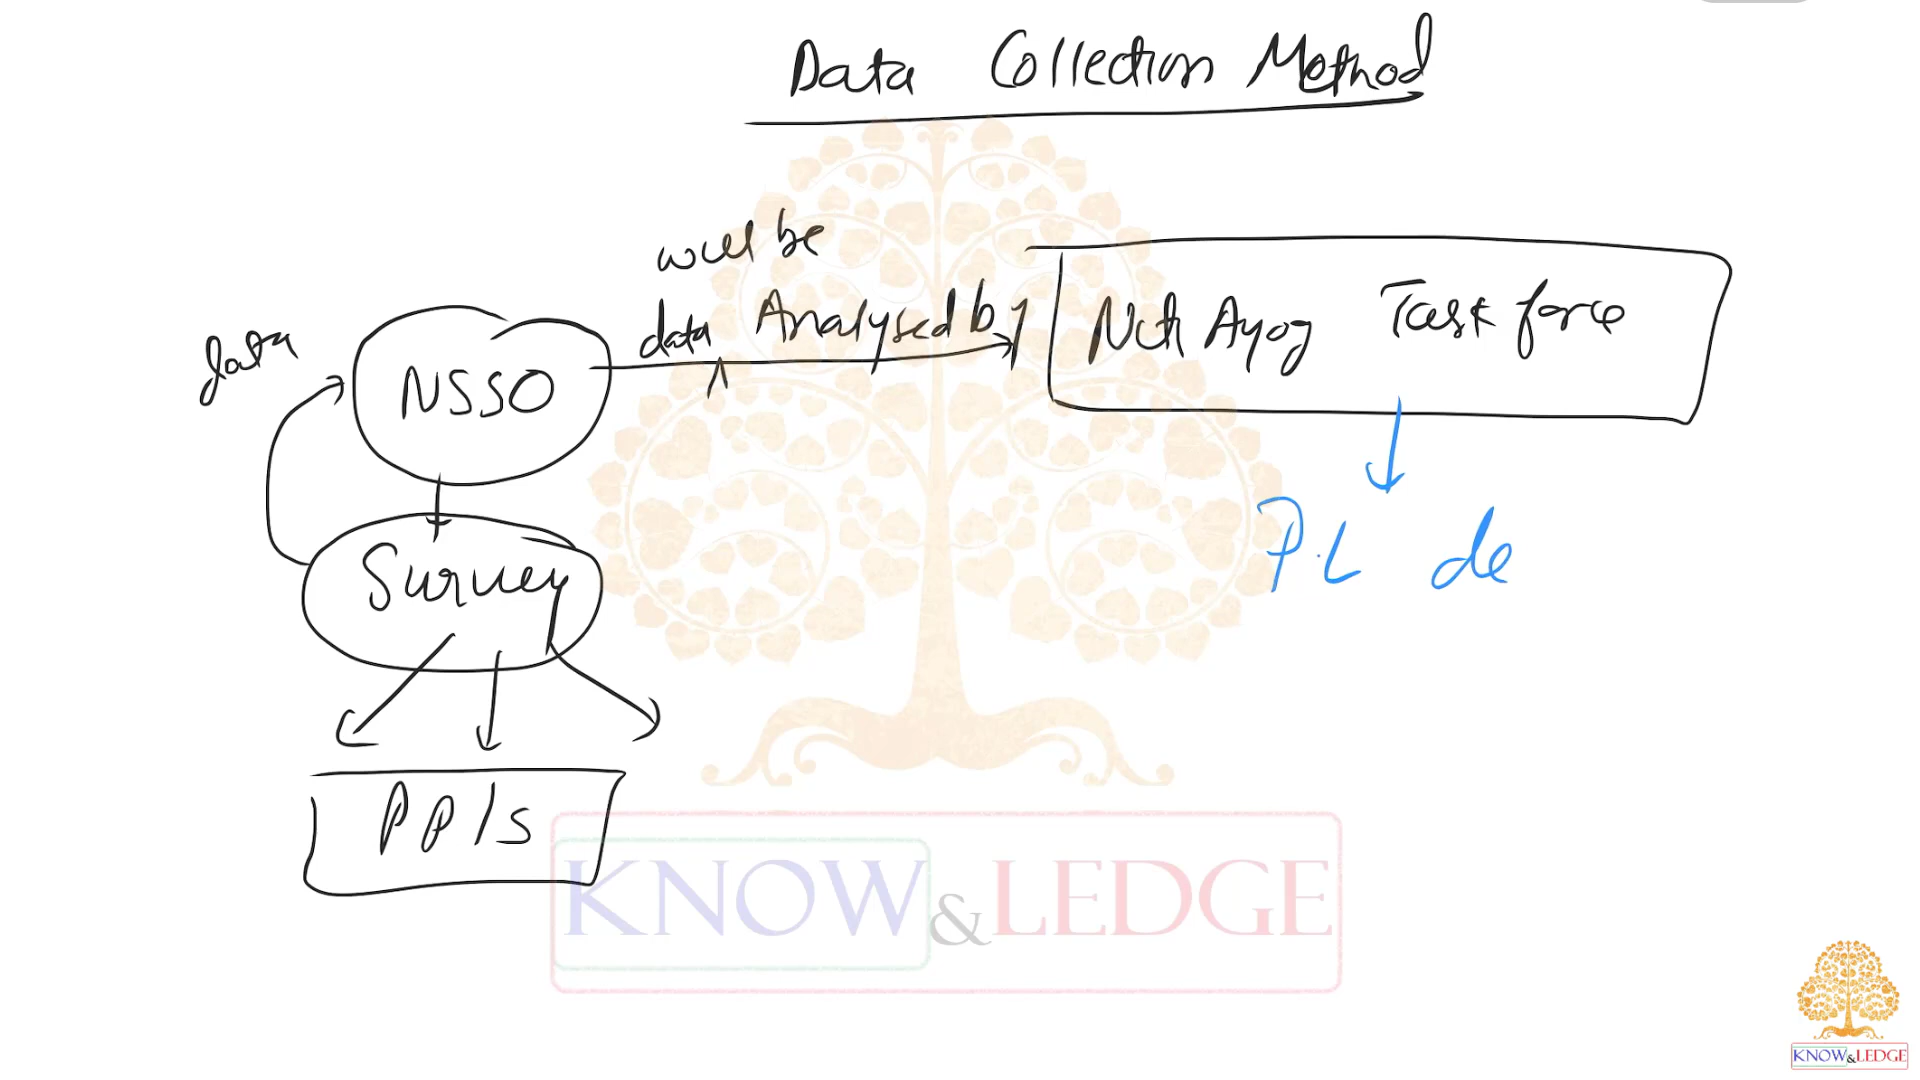 Data Collection Method
will be
data Analysed by
Niti Ayog Task force
data
NSSO
P.L de
Survey
PPIs
KNOW&LEDGE
KNOW&LEDGE